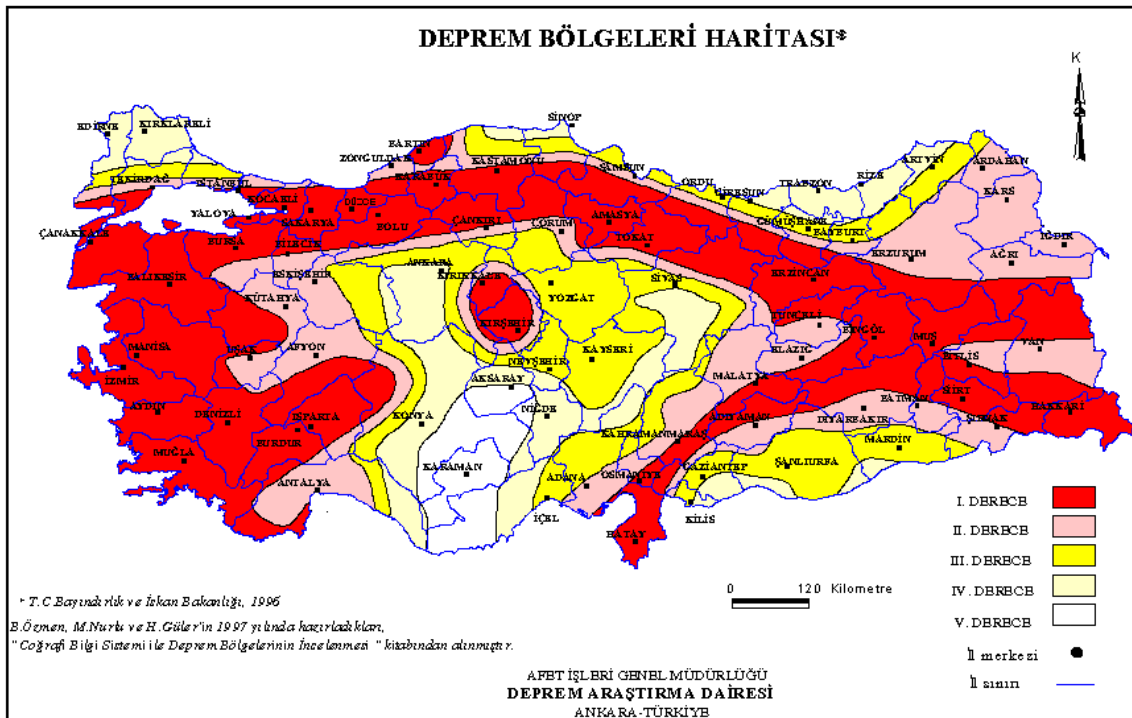 DEPREM BÖLGELERİ HARİTASI*
K
SİNOP
EDİRNE
KIRKLARELİ
BARTIN
ZONGULDAK
KASTAMONU
KARABÜK
SAMSUN
ARTVİN
ARDAHAN
TEKİRDAĞ
İSTANBUL
KOCAELİ
ORDU
GİRESUN
TRABZON
RİZE
KARS
YALOVA
SAKARYA
BOLU
ÇANKIRI
ÇORUM
AMASYA
TOKAT
GÜMÜŞHANE
BAYBURT
IĞDIR
ÇANAKKALE
BURSA
BİLECİK
ERZURUM
AĞRI
BALIKESİR
ESKİŞEHİR
ANKARA
KIRIKKALE
SİVAS
ERZİNCAN
KÜTAHYA
YOZGAT
TUNCELİ
BİNGÖL
MUŞ
KIRŞEHİR
MANİSA
UŞAK
AFYON
NEVŞEHİR
KAYSERİ
ELAZIĞ
BİTLİS
VAN
İZMİR
AKSARAY
MALATYA
SİİRT
AYDIN
DENİZLİ
ISPARTA
KONYA
NİĞDE
ADIYAMAN
DİYARBAKIR
BATMAN
ŞIRNAK
HAKKARİ
BURDUR
KAHRAMANMARAŞ
MARDİN
MUĞLA
KARAMAN
ADANA
OSMANİYE
GAZİANTEP
ŞANLIURFA
ANTALYA
İÇEL
KİLİS
HATAY
I. DERECE
II. DERECE
III. DERECE
IV. DERECE
V. DERECE
0 120 Kilometre
* T.C Bayındırlık ve İskan Bakanlığı, 1996
B.Özmen, M.Nurlu ve H.Güler'in 1997 yılında hazırladıkları,
" Coğrafi Bilgi Sistemi ile Deprem Bölgelerinin İncelenmesi " kitabından alınmıştır.
İl merkezi
İl sınırı
AFET İŞLERİ GENEL MÜDÜRLÜĞÜ
DEPREM ARAŞTIRMA DAİRESİ
ANKARA-TÜRKİYE